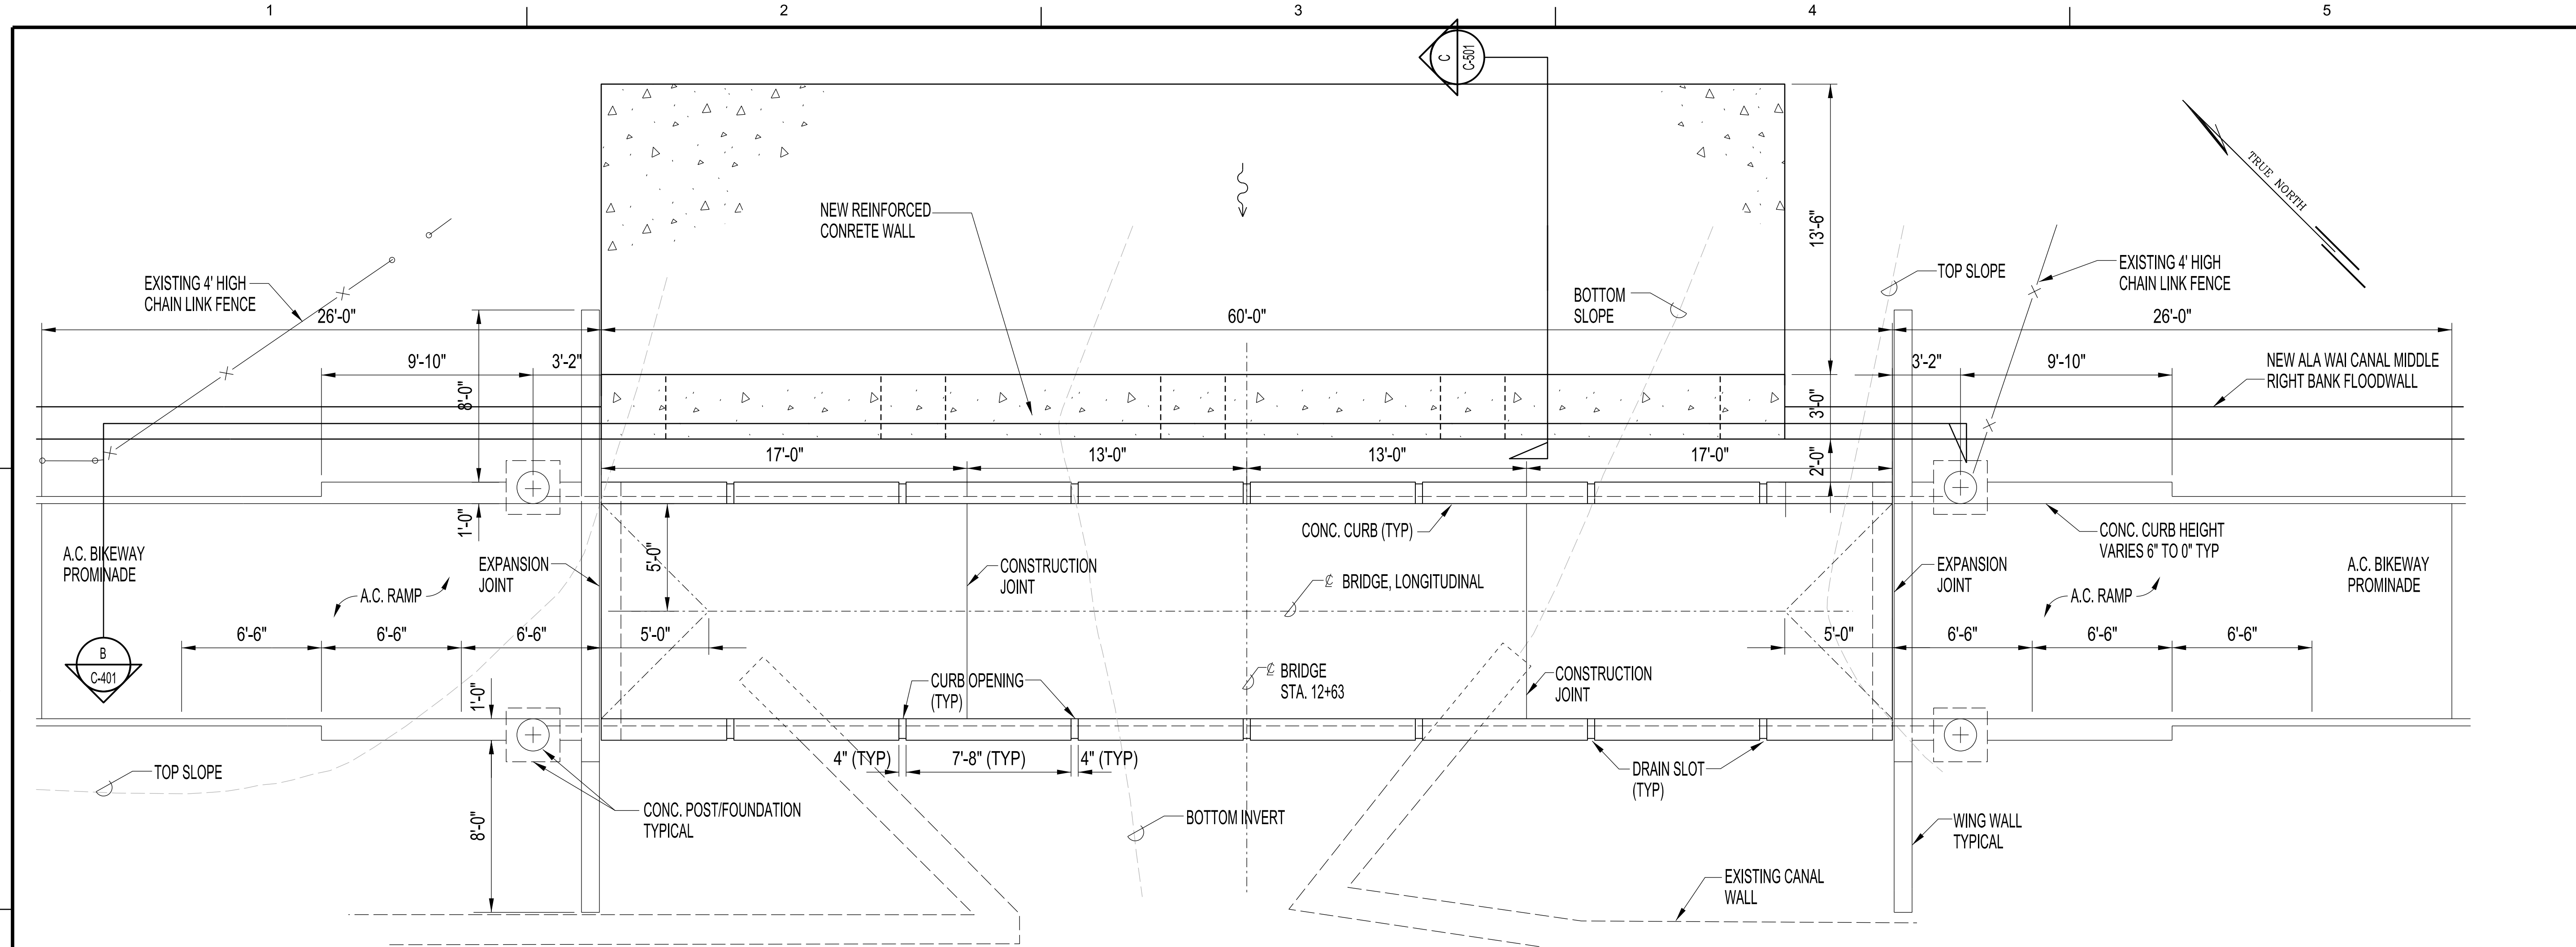 1 2 3 4 5
C
C-501
TRUE NORTH
NEW REINFORCED
CONRETE WALL
13'-6"
EXISTING 4' HIGH
CHAIN LINK FENCE
BOTTOM
SLOPE
TOP SLOPE
EXISTING 4' HIGH
CHAIN LINK FENCE
26'-0"
60'-0"
26'-0"
9'-10"
3'-2"
3'-2"
9'-10"
NEW ALA WAI CANAL MIDDLE
RIGHT BANK FLOODWALL
8'-0"
3'-0"
17'-0"
13'-0"
13'-0"
17'-0"
2'-0"
1'-0"
CONC. CURB (TYP)
CONC. CURB HEIGHT
VARIES 6" TO 0" TYP
A.C. BIKEWAY
PROMINADE
EXPANSION
JOINT
5'-0"
CONSTRUCTION
JOINT
℄ BRIDGE, LONGITUDINAL
EXPANSION
JOINT
A.C. BIKEWAY
PROMINADE
A.C. RAMP
A.C. RAMP
6'-6"
6'-6"
6'-6"
5'-0"
5'-0"
6'-6"
6'-6"
6'-6"
B
C-401
CURB OPENING
(TYP)
℄ BRIDGE
STA. 12+63
CONSTRUCTION
JOINT
1'-0"
4" (TYP)
7'-8" (TYP)
4" (TYP)
TOP SLOPE
DRAIN SLOT
(TYP)
CONC. POST/FOUNDATION
TYPICAL
8'-0"
BOTTOM INVERT
WING WALL
TYPICAL
EXISTING CANAL
WALL